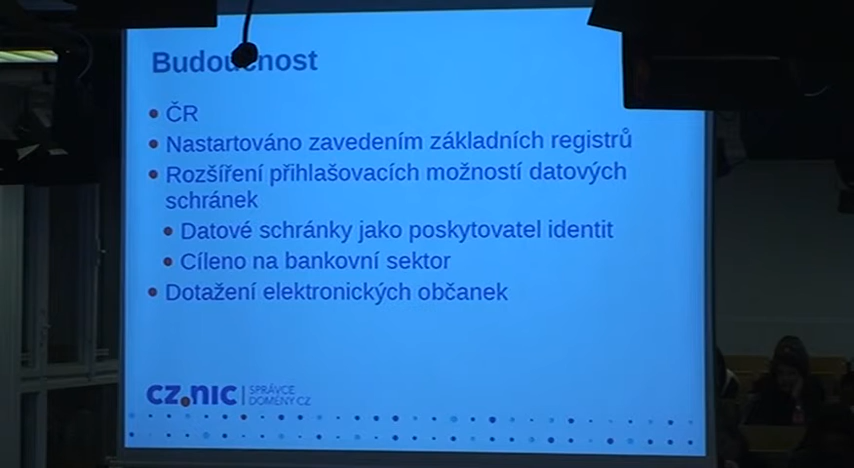 Budoucnost
ČR
Nastartováno zavedením základních registrů
Rozšíření přihlašovacích možností datových
schránek
Datové schránky jako poskytovatel identit
Cíleno na bankovní sektor
Dotažení elektronických občanek
CZ.NIC | SPRÁVCE
DOMÉNY CZ